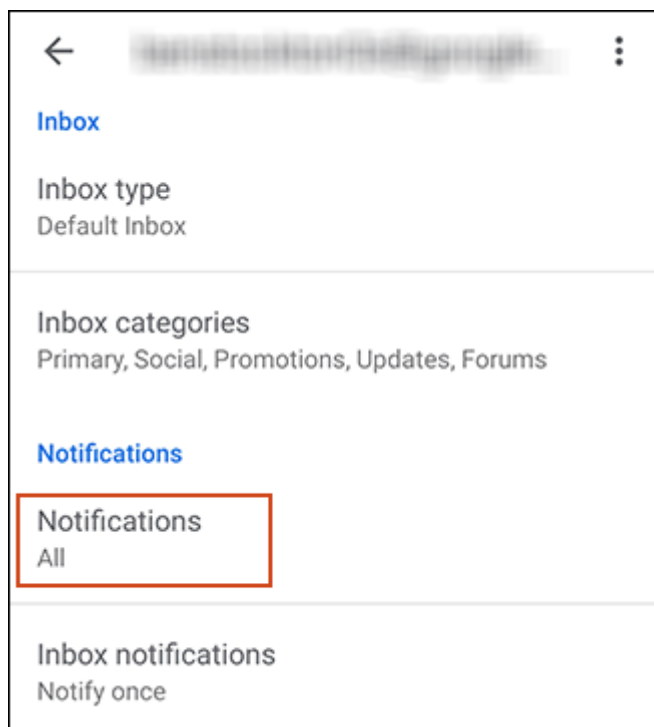 Inbox
Inbox type
Default Inbox
Inbox categories
Primary, Social, Promotions, Updates, Forums
Notifications
Notifications
All
Inbox notifications
Notify once